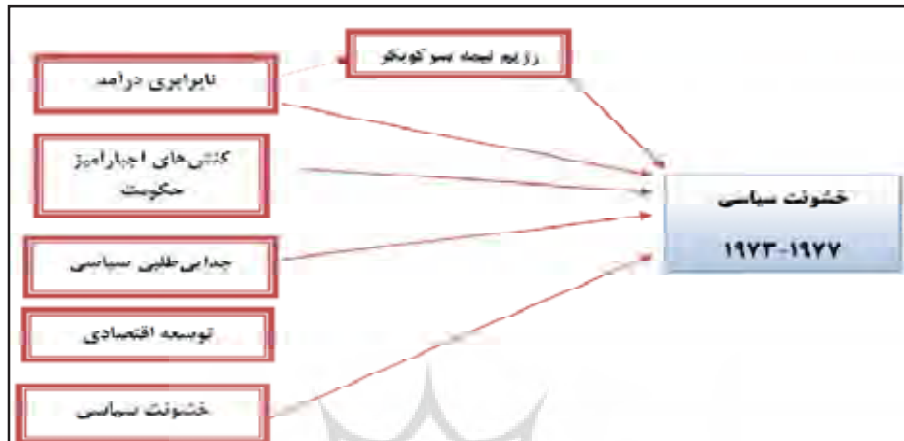 رژیم نیمه سرکوبگر
نابرابری درآمد
کنش‌های اجبارآمیز
حکومت
خشونت سیاسی
۱۹۷۳-۱۹۷۷
جدایی‌طلبی سیاسی
توسعه اقتصادی
خشونت سیاسی